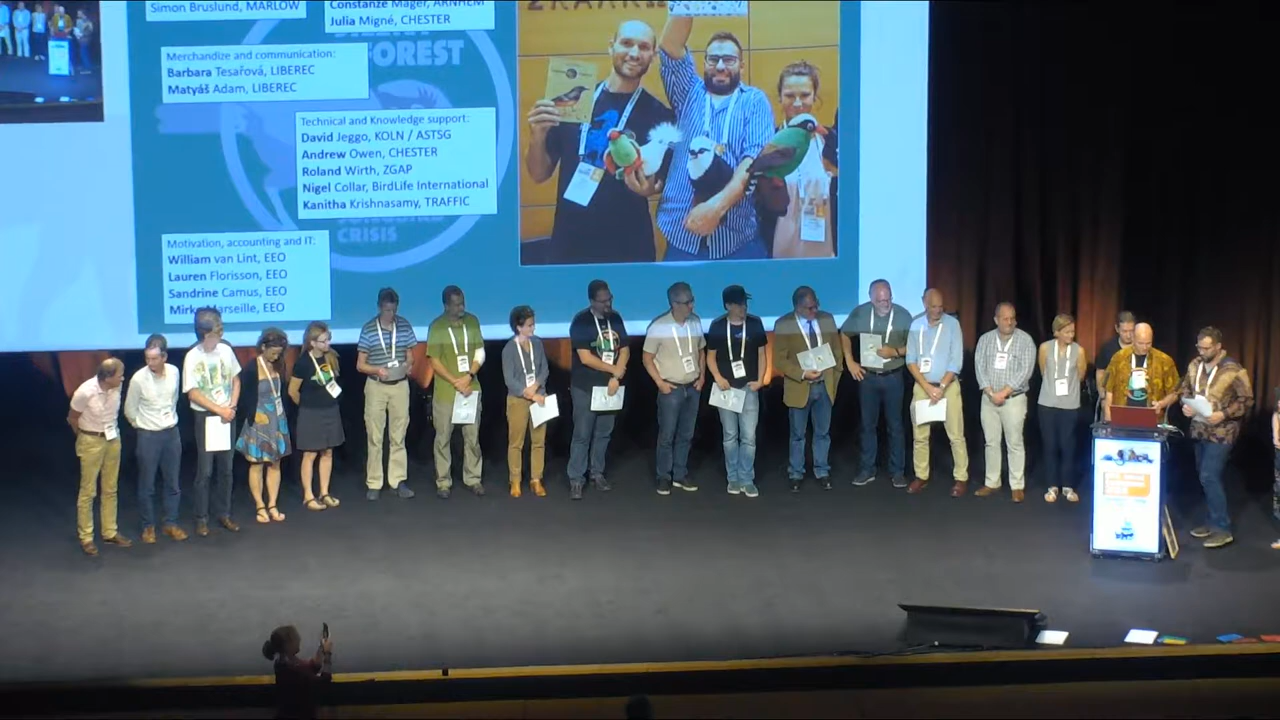 Simon Bruslund, MARLOW
Constanze Mager, ARNHEM
Julia Migné, CHESTER
FOREST
Merchandize and communication:
Barbara Tesařová, LIBEREC
Matyáš Adam, LIBEREC
Technical and Knowledge support:
David Jeggo, KOLN / ASTSG
Andrew Owen, CHESTER
Roland Wirth, ZGAP
Nigel Collar, BirdLife International
Kanitha Krishnasamy, TRAFFIC
CRISIS
Motivation, accounting and IT:
William van Lint, EEO
Lauren Florisson, EEO
Sandrine Camus, EEO
Mirko Marseille, EEO